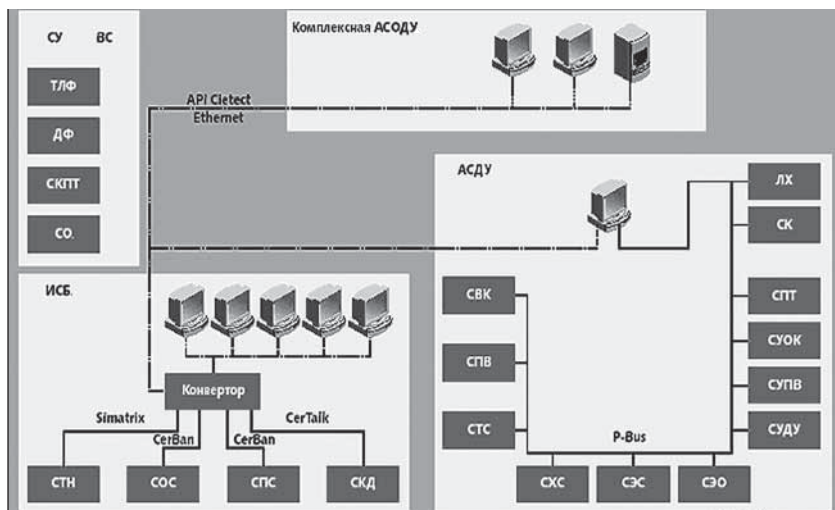 СУ ВС
ТЛФ
ДФ
СКПТ
СО.
Комплексная АСОДУ
API Cietect
Ethernet
АСДУ
ЛХ
СК
СВК
СПТ
СУОК
СПВ
СУПВ
СТС
СУДУ
P-Bus
СХС
СЭС
СЭО
ИСБ.
Конвертор
Simatrix
CerBan
CerBan
CerTalk
СТН
СОС
СПС
СКД